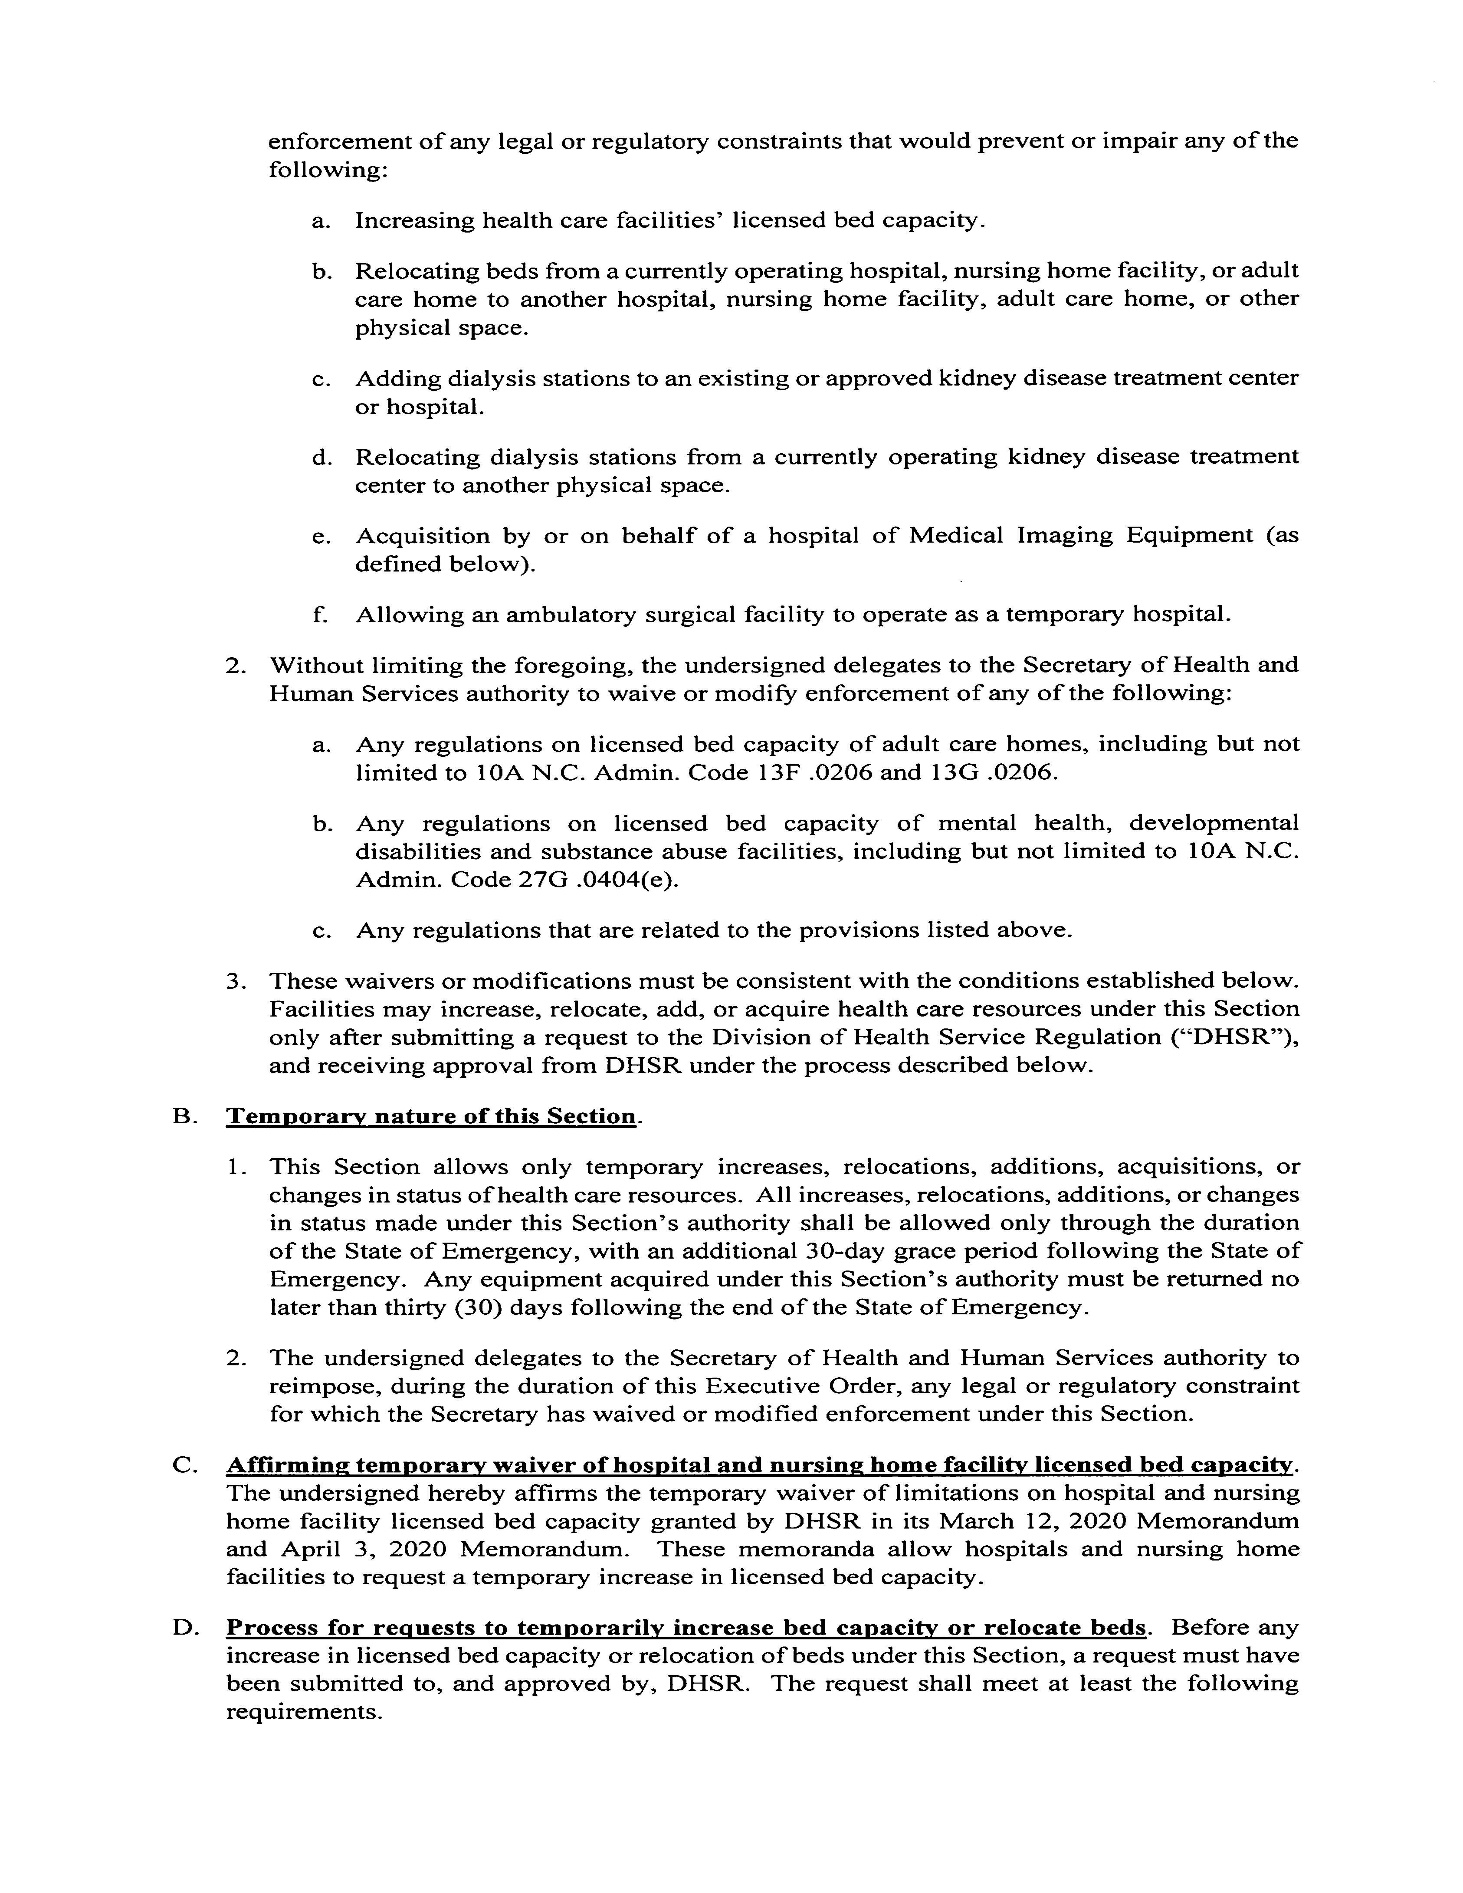 enforcement of any legal or regulatory constraints that would prevent or impair any of the
following:
a. Increasing health care facilities’ licensed bed capacity.
b. Relocating beds from a currently operating hospital, nursing home facility, or adult
care home to another hospital, nursing home facility, adult care home, or other
physical space.
c. Adding dialysis stations to an existing or approved kidney disease treatment center
or hospital.
d. Relocating dialysis stations from a currently operating kidney disease treatment
center to another physical space.
e. Acquisition by or on behalf of a hospital of Medical Imaging Equipment (as
defined below).
f. Allowing an ambulatory surgical facility to operate as a temporary hospital.
2. Without limiting the foregoing, the undersigned delegates to the Secretary of Health and
Human Services authority to waive or modify enforcement of any of the following:
a. Any regulations on licensed bed capacity of adult care homes, including but not
limited to 10A N.C. Admin. Code 13F .0206 and 13G .0206.
b. Any regulations on licensed bed capacity of mental health, developmental
disabilities and substance abuse facilities, including but not limited to 10A N.C.
Admin. Code 27G .0404(e).
c. Any regulations that are related to the provisions listed above.
3. These waivers or modifications must be consistent with the conditions established below.
Facilities may increase, relocate, add, or acquire health care resources under this Section
only after submitting a request to the Division of Health Service Regulation (“DHSR”),
and receiving approval from DHSR under the process described below.
B. Temporary nature of this Section.
1. This Section allows only temporary increases, relocations, additions, acquisitions, or
changes in status of health care resources. All increases, relocations, additions, or changes
in status made under this Section’s authority shall be allowed only through the duration
of the State of Emergency, with an additional 30-day grace period following the State of
Emergency. Any equipment acquired under this Section’s authority must be returned no
later than thirty (30) days following the end of the State of Emergency.
2. The undersigned delegates to the Secretary of Health and Human Services authority to
reimpose, during the duration of this Executive Order, any legal or regulatory constraint
for which the Secretary has waived or modified enforcement under this Section.
C. Affirming temporary waiver of hospital and nursing home facility licensed bed capacity.
The undersigned hereby affirms the temporary waiver of limitations on hospital and nursing
home facility licensed bed capacity granted by DHSR in its March 12, 2020 Memorandum
and April 3, 2020 Memorandum. These memoranda allow hospitals and nursing home
facilities to request a temporary increase in licensed bed capacity.
D. Process for requests to temporarily increase bed capacity or relocate beds. Before any
increase in licensed bed capacity or relocation of beds under this Section, a request must have
been submitted to, and approved by, DHSR. The request shall meet at least the following
requirements.